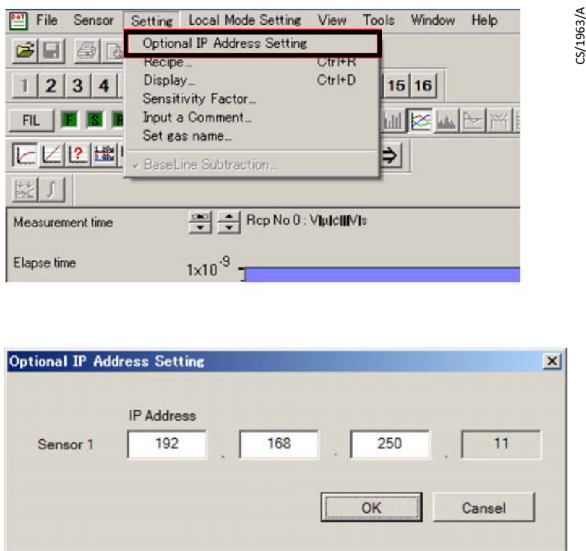 File Sensor Setting Local Mode Setting View Tools Window Help
CS/1963/A
Optional IP Address Setting
Recipe... Ctrl+R
Display... Ctrl+D
Sensitivity Factor...
Input a Comment...
Set gas name...
BaseLine Subtraction...
1 2 3 4 15 16
FIL F S
Measurement time
Rcp No 0 :
Elapse time
1x10-9
Optional IP Address Setting
IP Address
Sensor 1 192 . 168 . 250 . 11
OK Cansel